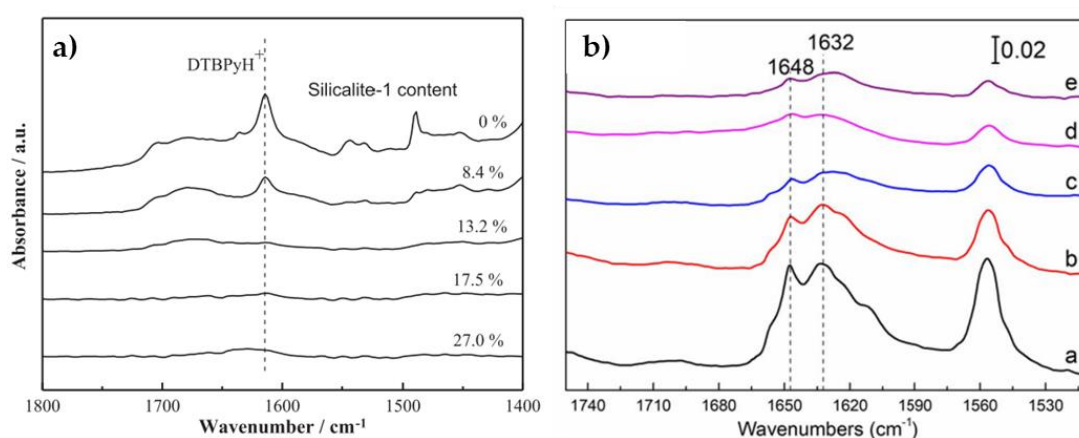 a)
DTBPyH+
Silicalite-1 content
0 %
8.4 %
13.2 %
17.5 %
27.0 %
Absorbance / a.u.
1800 1700 1600 1500 1400
Wavenumber / cm-1
b)
1632
0.02
1648
e
d
c
b
a
1740 1710 1680 1650 1620 1590 1560 1530
Wavenumbers (cm-1)